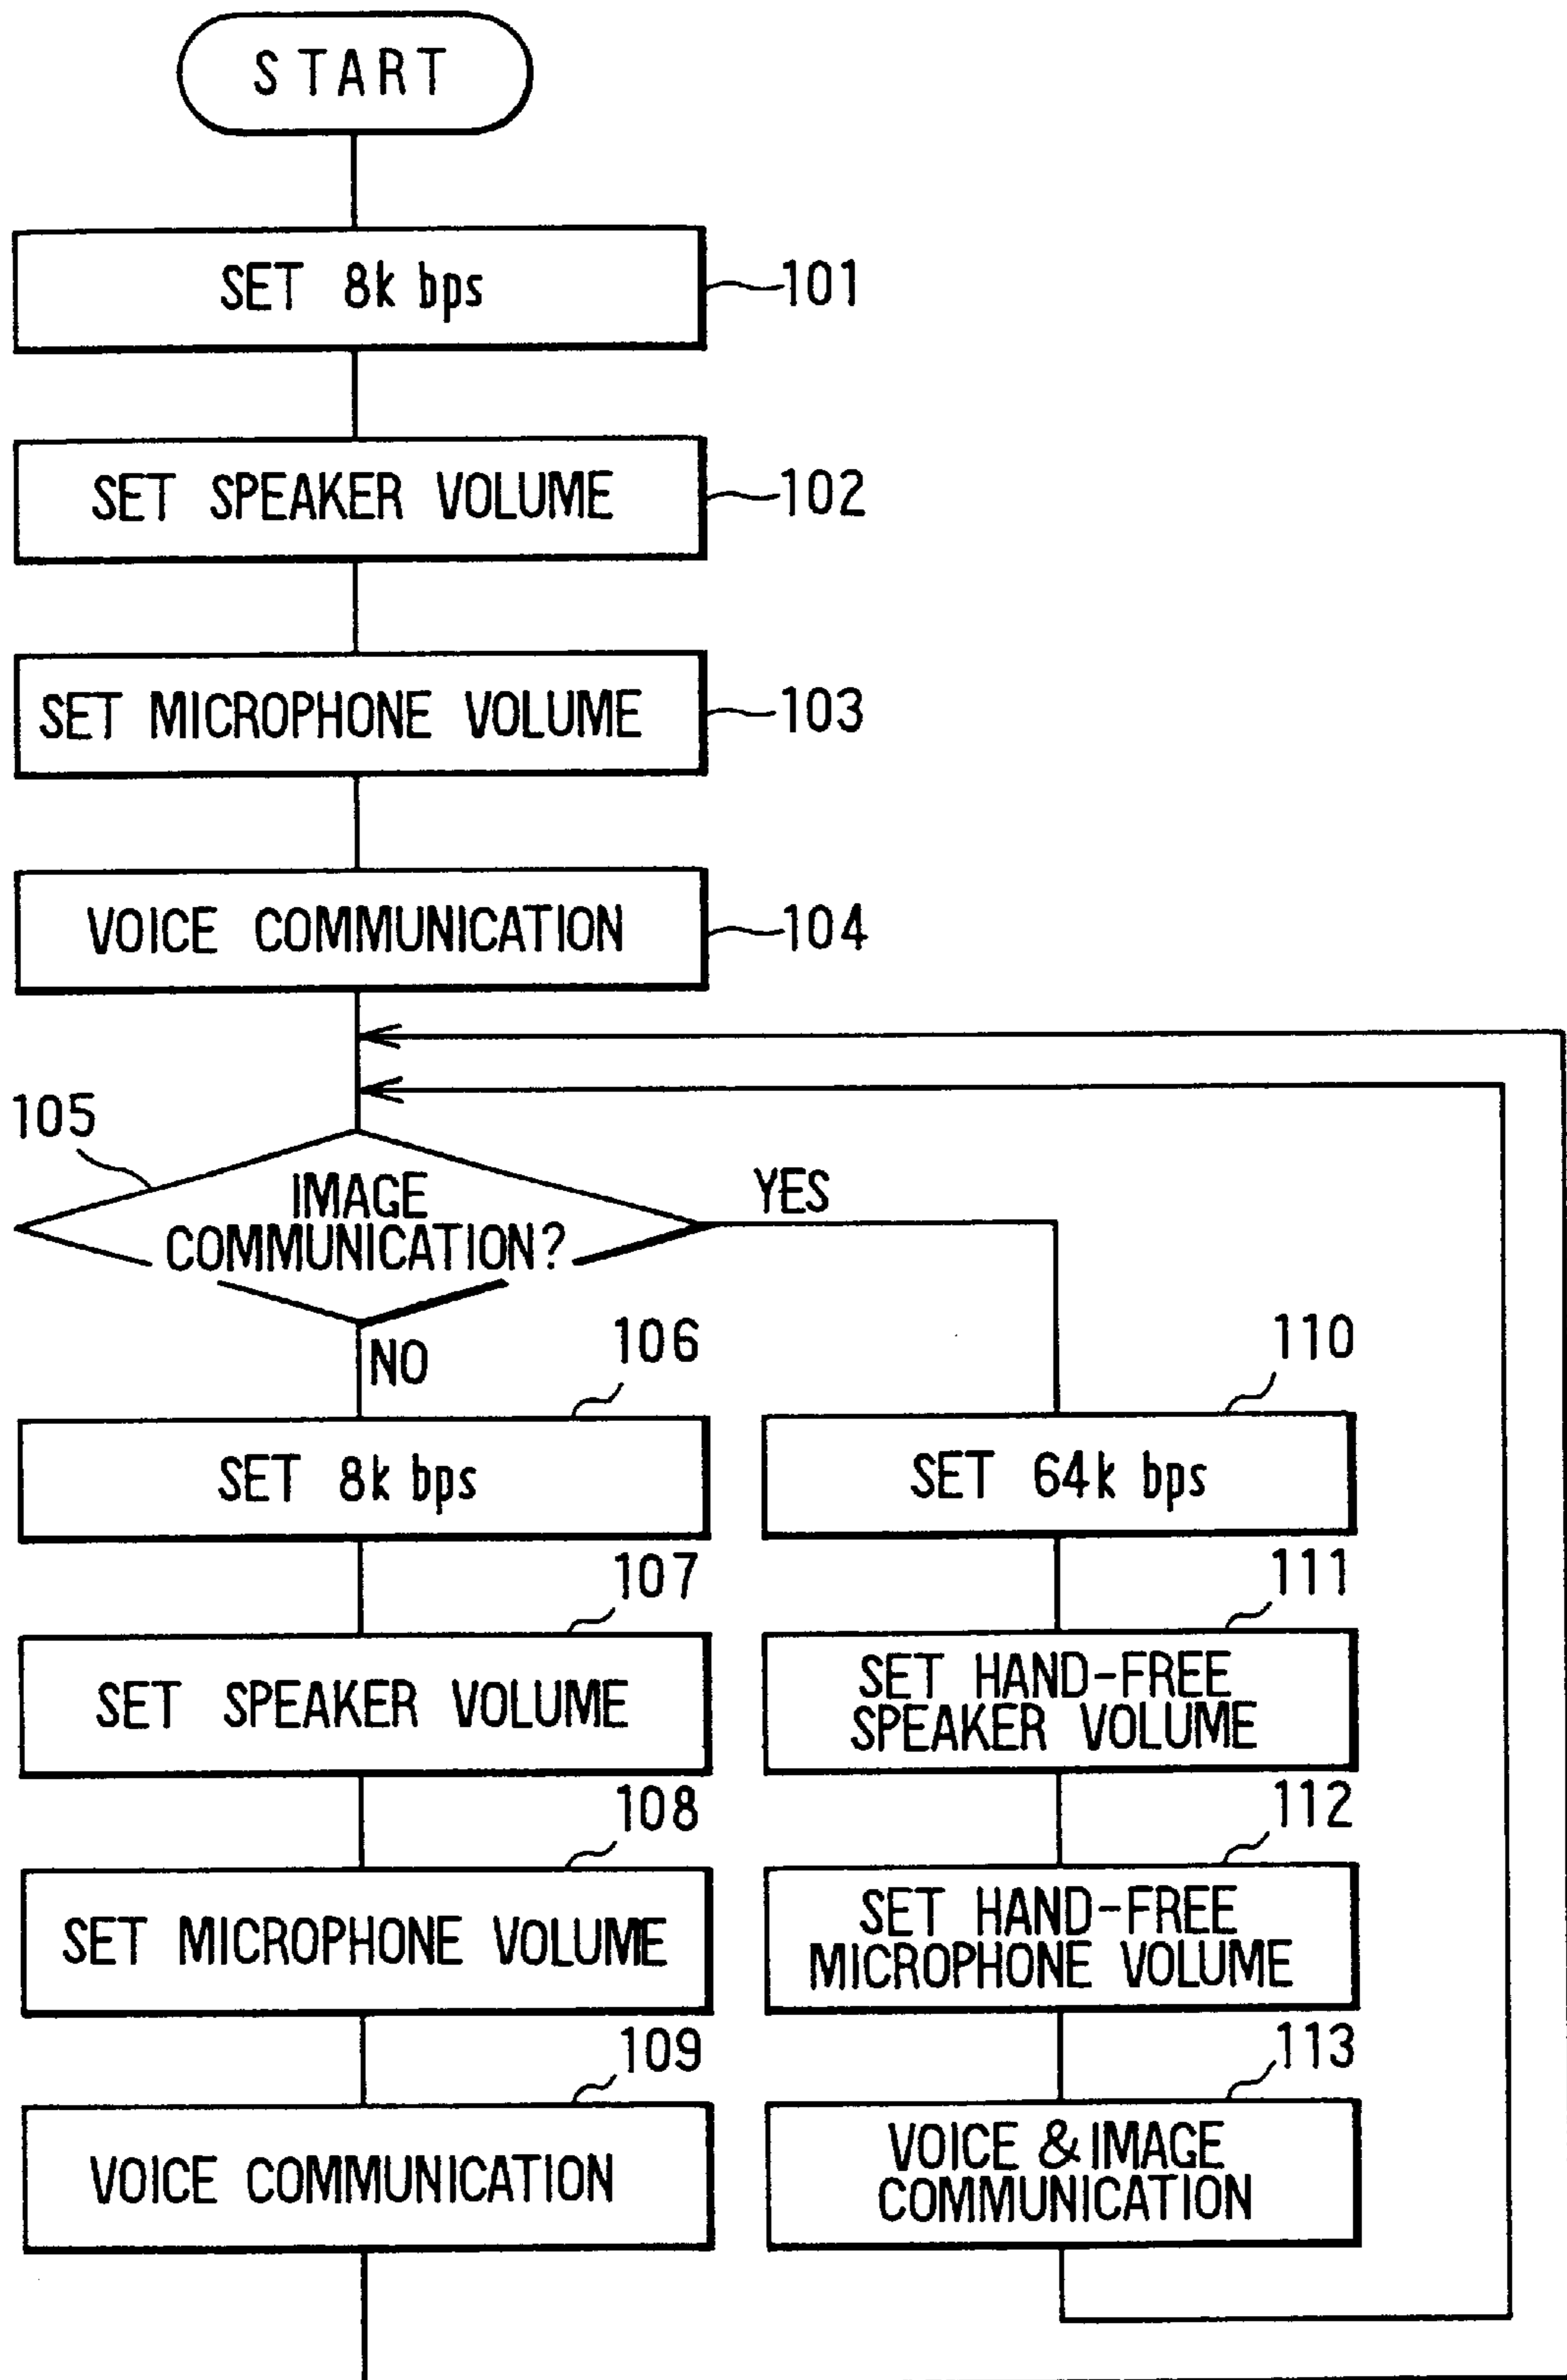 START
SET 8k bps
101
SET SPEAKER VOLUME
102
SET MICROPHONE VOLUME
103
VOICE COMMUNICATION
104
105
IMAGE
COMMUNICATION?
YES
NO
106
SET 8k bps
107
SET SPEAKER VOLUME
108
SET MICROPHONE VOLUME
109
VOICE COMMUNICATION
110
SET 64k bps
111
SET HAND-FREE
SPEAKER VOLUME
112
SET HAND-FREE
MICROPHONE VOLUME
113
VOICE & IMAGE
COMMUNICATION